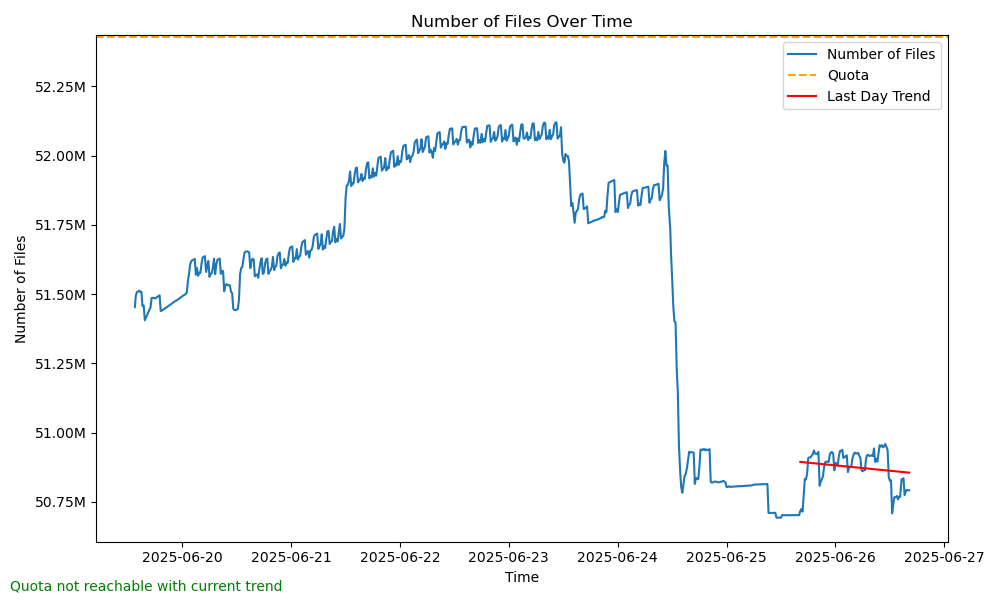 Number of Files Over Time
Number of Files
Quota
Last Day Trend
52.25M
52.00M
51.75M
51.50M
51.25M
51.00M
50.75M
Number of Files
2025-06-20
2025-06-21
2025-06-22
2025-06-23
2025-06-24
2025-06-25
2025-06-26
2025-06-27
Time
Quota not reachable with current trend